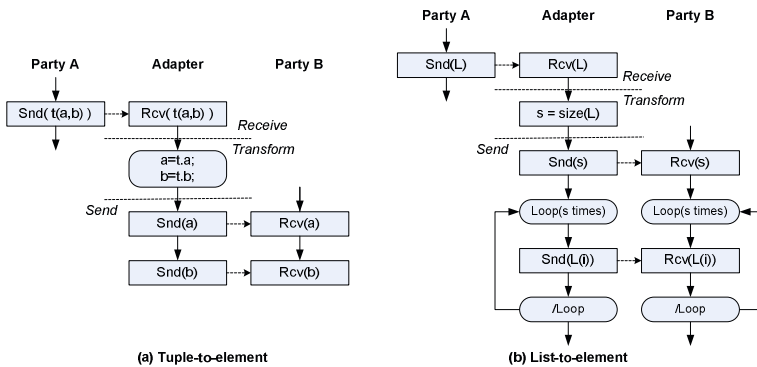 Party A
Adapter
Party B
Snd( t(a,b) )
Rcv( t(a,b) )
Receive
Transform
a=t.a;
b=t.b;
Send
Snd(a)
Rcv(a)
Snd(b)
Rcv(b)
(a) Tuple-to-element
Party A
Adapter
Party B
Snd(L)
Rcv(L)
Receive
Transform
s = size(L)
Send
Snd(s)
Rcv(s)
Loop(s times)
Loop(s times)
Snd(L(i))
Rcv(L(i))
/Loop
/Loop
(b) List-to-element